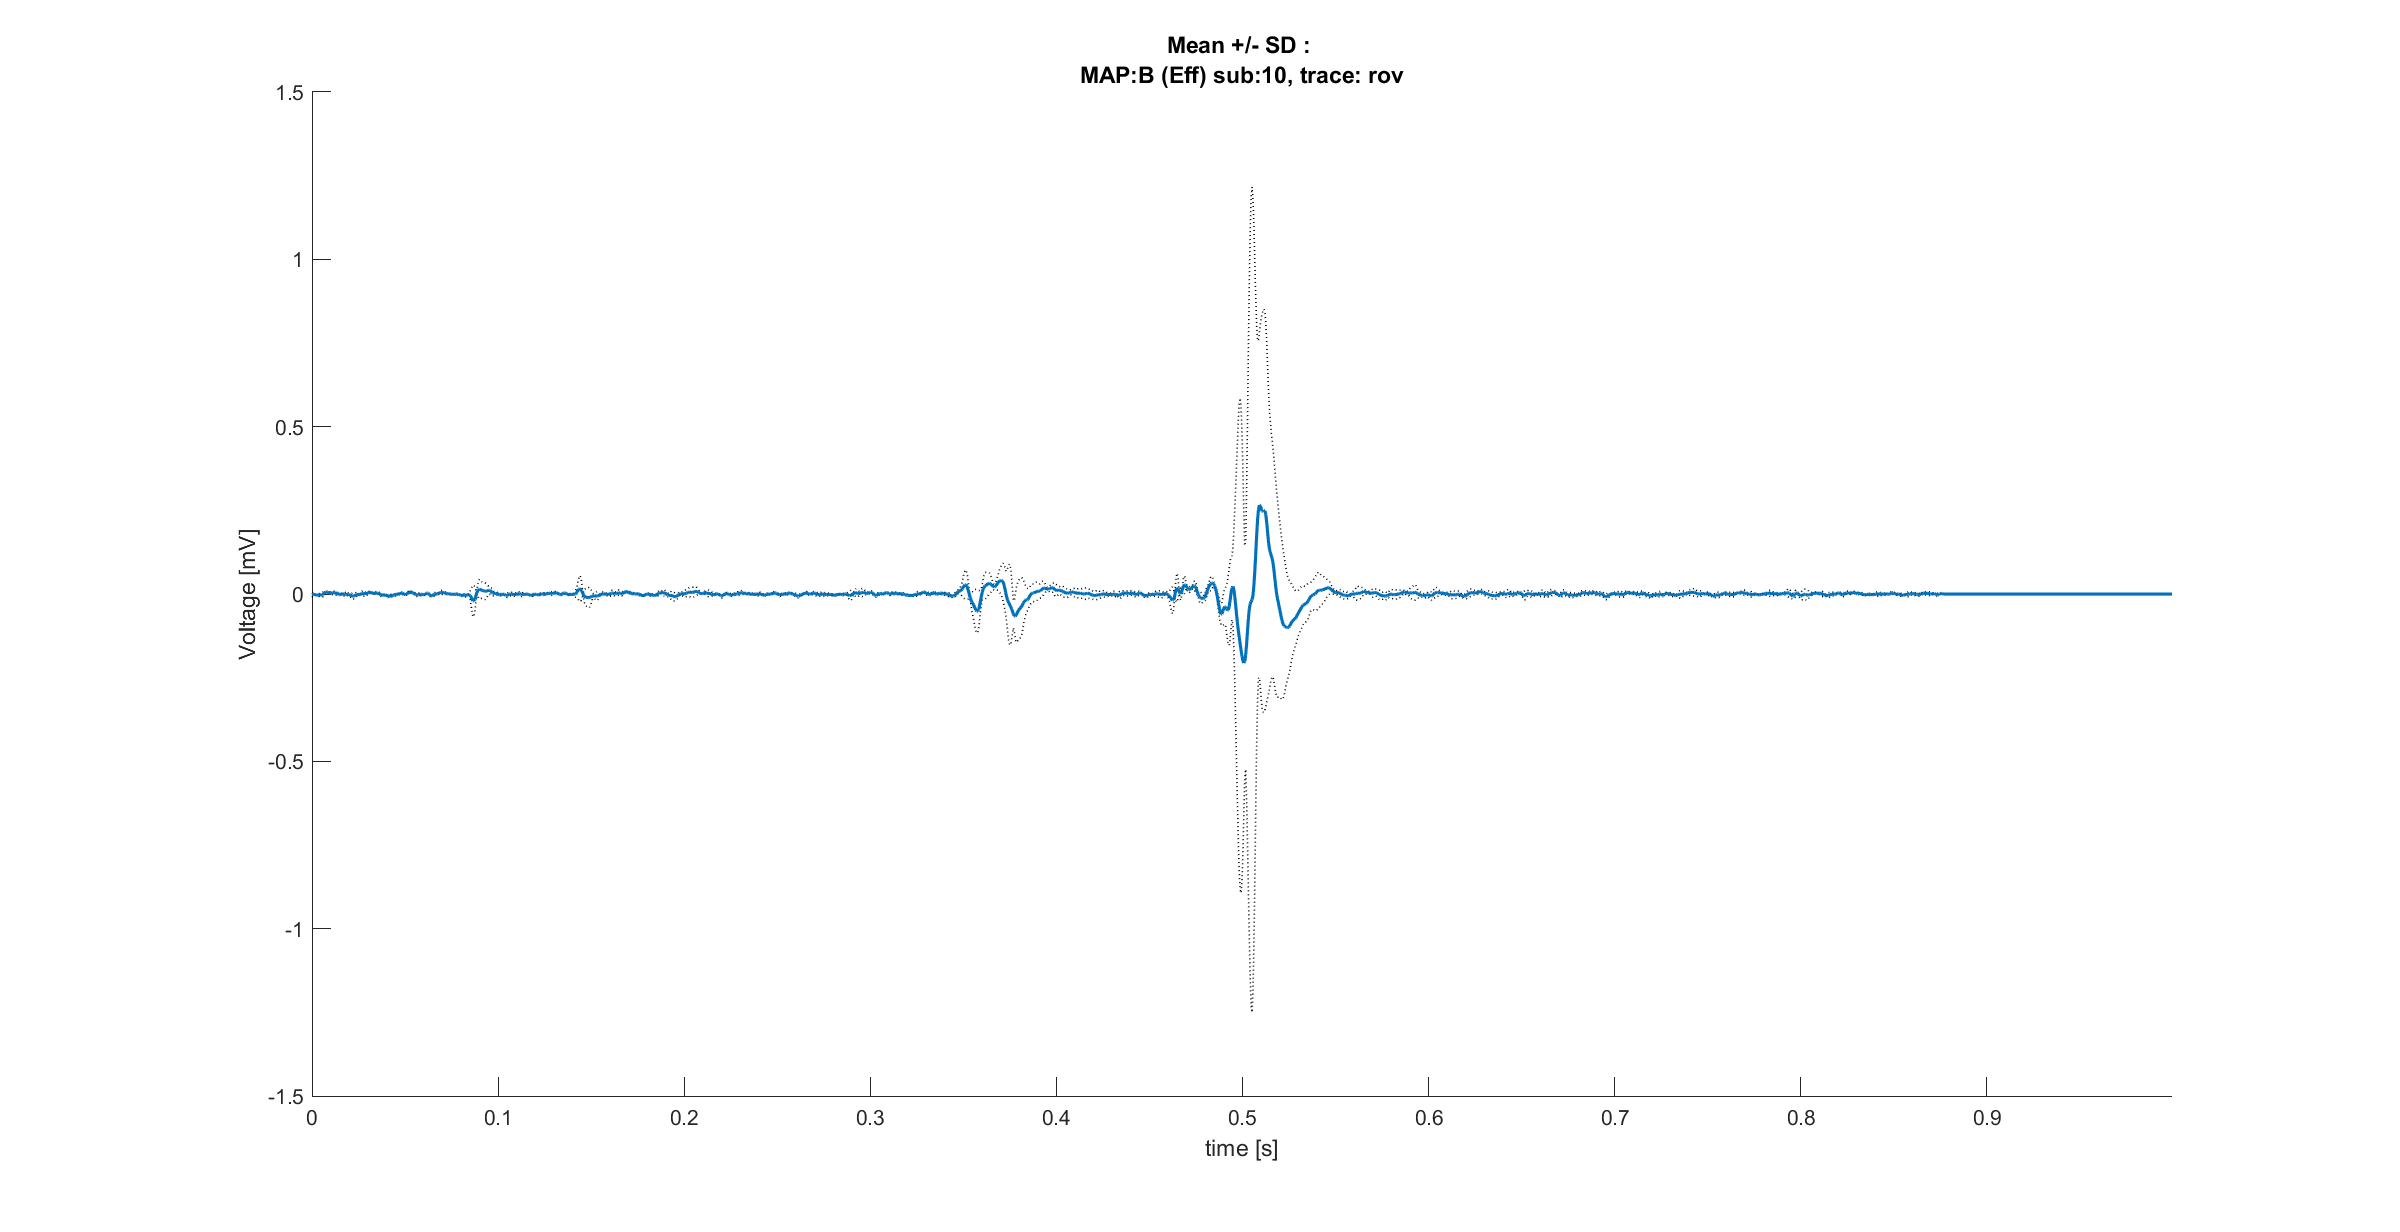 Mean +/- SD :
MAP:B (Eff) sub:10, trace: rov
1.5
1
0.5
0
-0.5
-1
-1.5
Voltage [mV]
0 0.1 0.2 0.3 0.4 0.5 0.6 0.7 0.8 0.9
time [s]